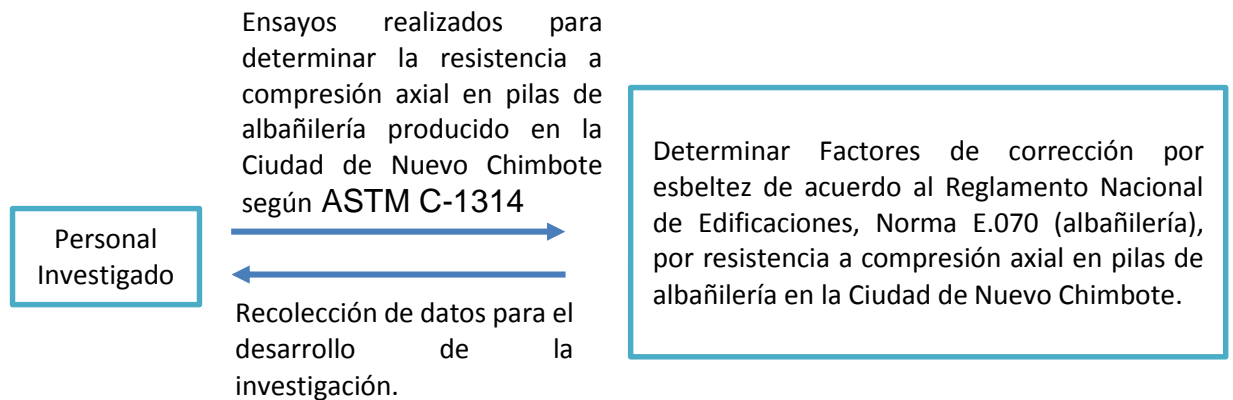 Ensayos realizados para
determinar la resistencia a
compresión axial en pilas de
albañilería producido en la
Ciudad de Nuevo Chimbote
según ASTM C-1314
Personal
Investigado
Recolección de datos para el
desarrollo de la
investigación.
Determinar Factores de corrección por
esbeltez de acuerdo al Reglamento Nacional
de Edificaciones, Norma E.070 (albañilería),
por resistencia a compresión axial en pilas de
albañilería en la Ciudad de Nuevo Chimbote.